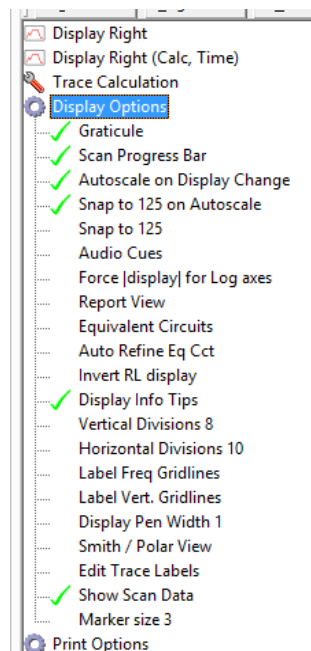 Display Right
Display Right (Calc, Time)
Trace Calculation
Display Options
Graticule
Scan Progress Bar
Autoscale on Display Change
Snap to 125 on Autoscale
Snap to 125
Audio Cues
Force |display| for Log axes
Report View
Equivalent Circuits
Auto Refine Eq Cct
Invert RL display
Display Info Tips
Vertical Divisions 8
Horizontal Divisions 10
Label Freq Gridlines
Label Vert. Gridlines
Display Pen Width 1
Smith / Polar View
Edit Trace Labels
Show Scan Data
Marker size 3
Print Options